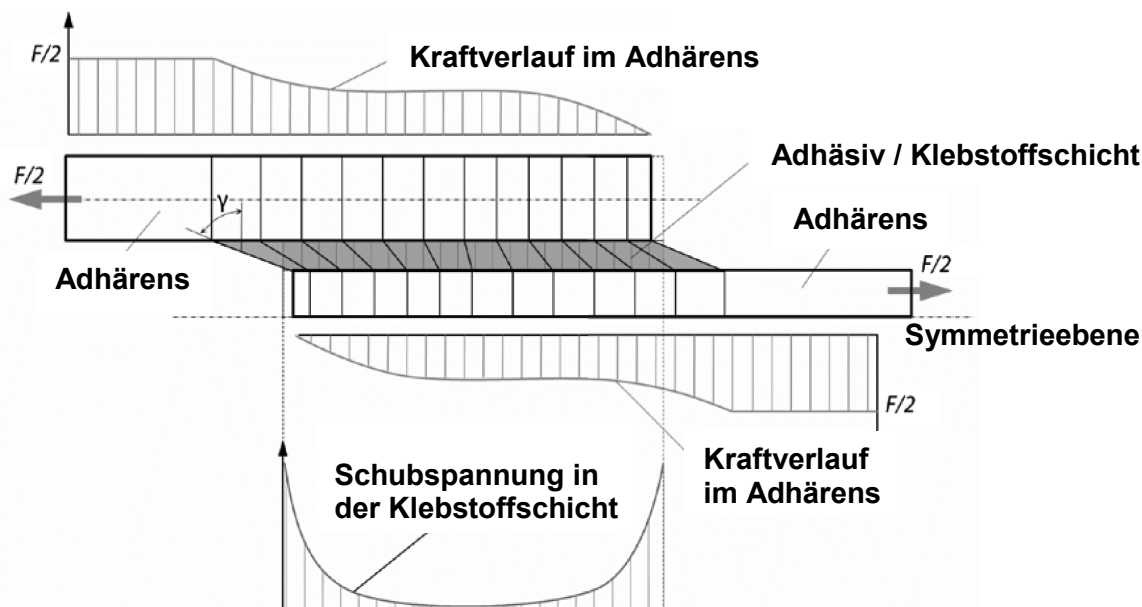 F/2
Kraftverlauf im Adhärens
Adhäsiv / Klebstoffschicht
F/2
γ
Adhärens
Adhärens
F/2
Symmetrieebene
F/2
Schubspannung in
der Klebstoffschicht
Kraftverlauf
im Adhärens